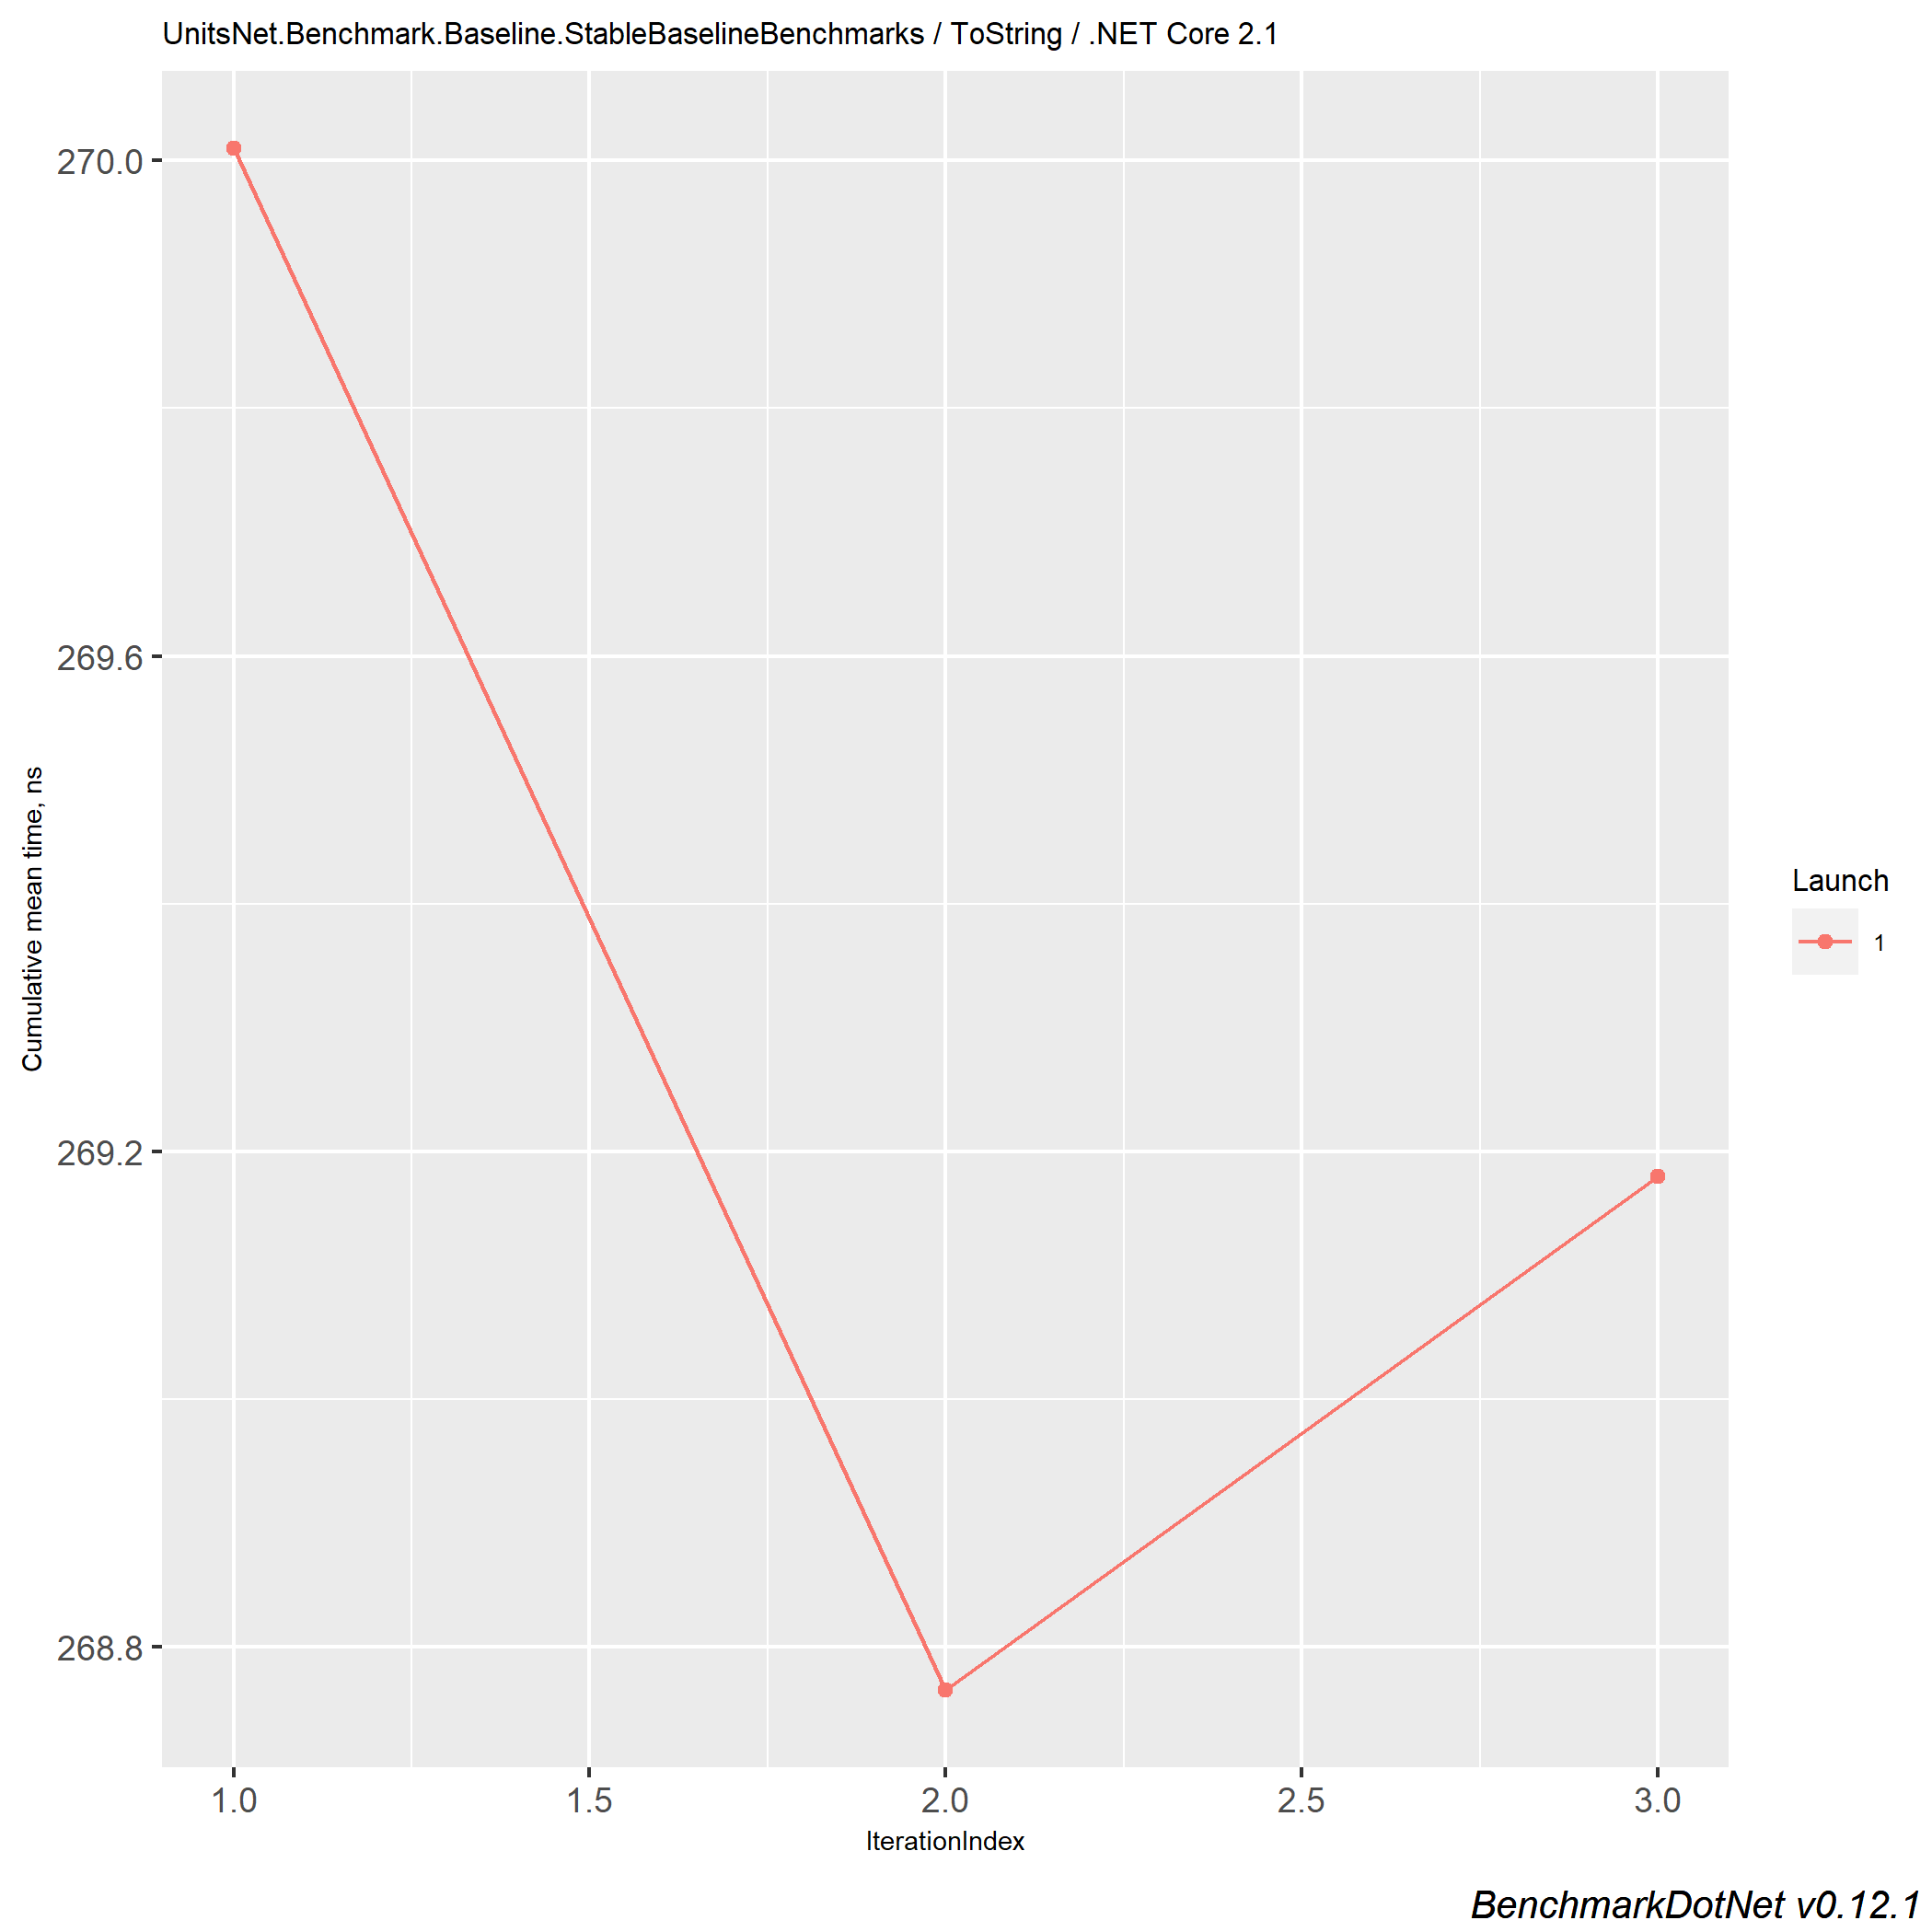 UnitsNet.Benchmark.Baseline.StableBaselineBenchmarks / ToString / .NET Core 2.1
Cumulative mean time, ns
270.0
269.6
269.2
268.8
1.0 1.5 2.0 2.5 3.0
IterationIndex
Launch
1
BenchmarkDotNet v0.12.1